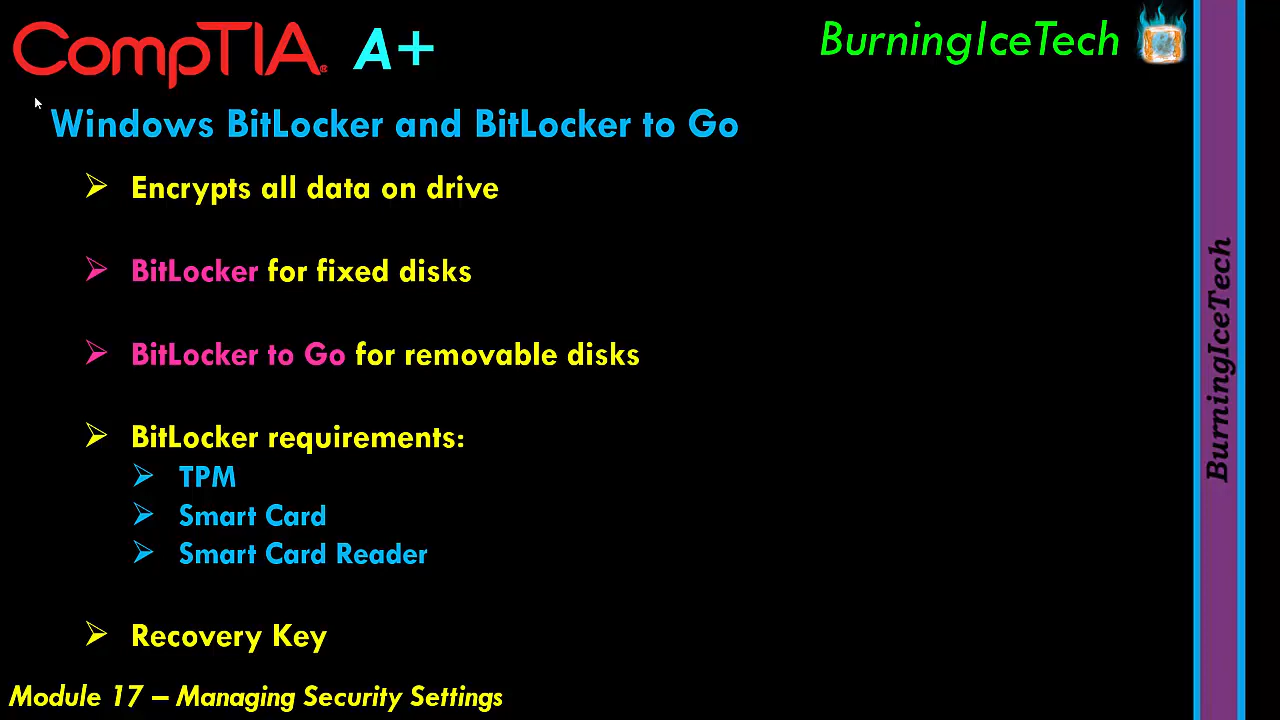 CompTIA® A+
BurningIceTech
Windows BitLocker and BitLocker to Go
Encrypts all data on drive
BitLocker for fixed disks
BitLocker to Go for removable disks
BitLocker requirements:
TPM
Smart Card
Smart Card Reader
Recovery Key
Module 17 – Managing Security Settings
BurningIceTech